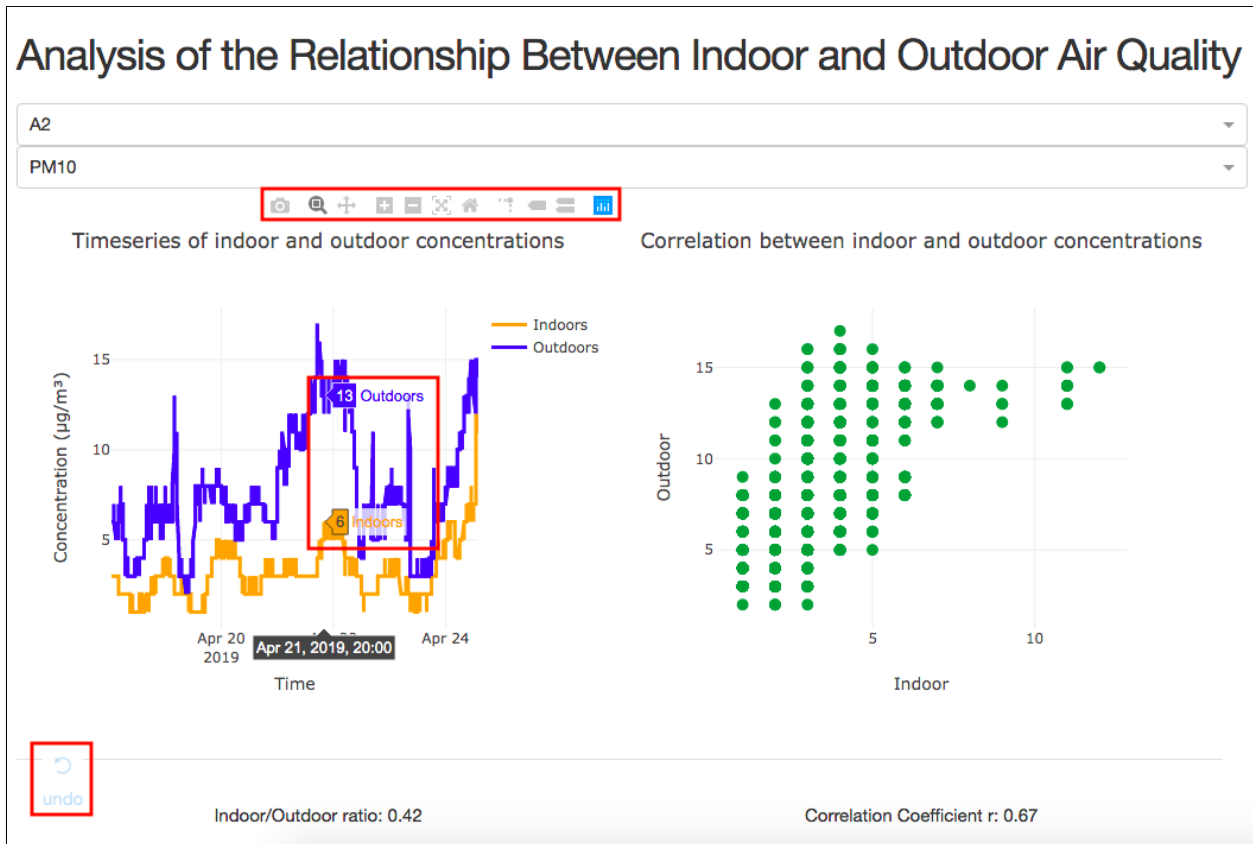 Analysis of the Relationship Between Indoor and Outdoor Air Quality
A2
PM10
Timeseries of indoor and outdoor concentrations
Indoors
Outdoors
15
10
5
Concentration (µg/m³)
13 Outdoors
6 Indoors
Apr 20
2019
Apr 24
Apr 21, 2019, 20:00
Time
Correlation between indoor and outdoor concentrations
15
10
5
Outdoor
5
10
Indoor
undo
Indoor/Outdoor ratio: 0.42
Correlation Coefficient r: 0.67